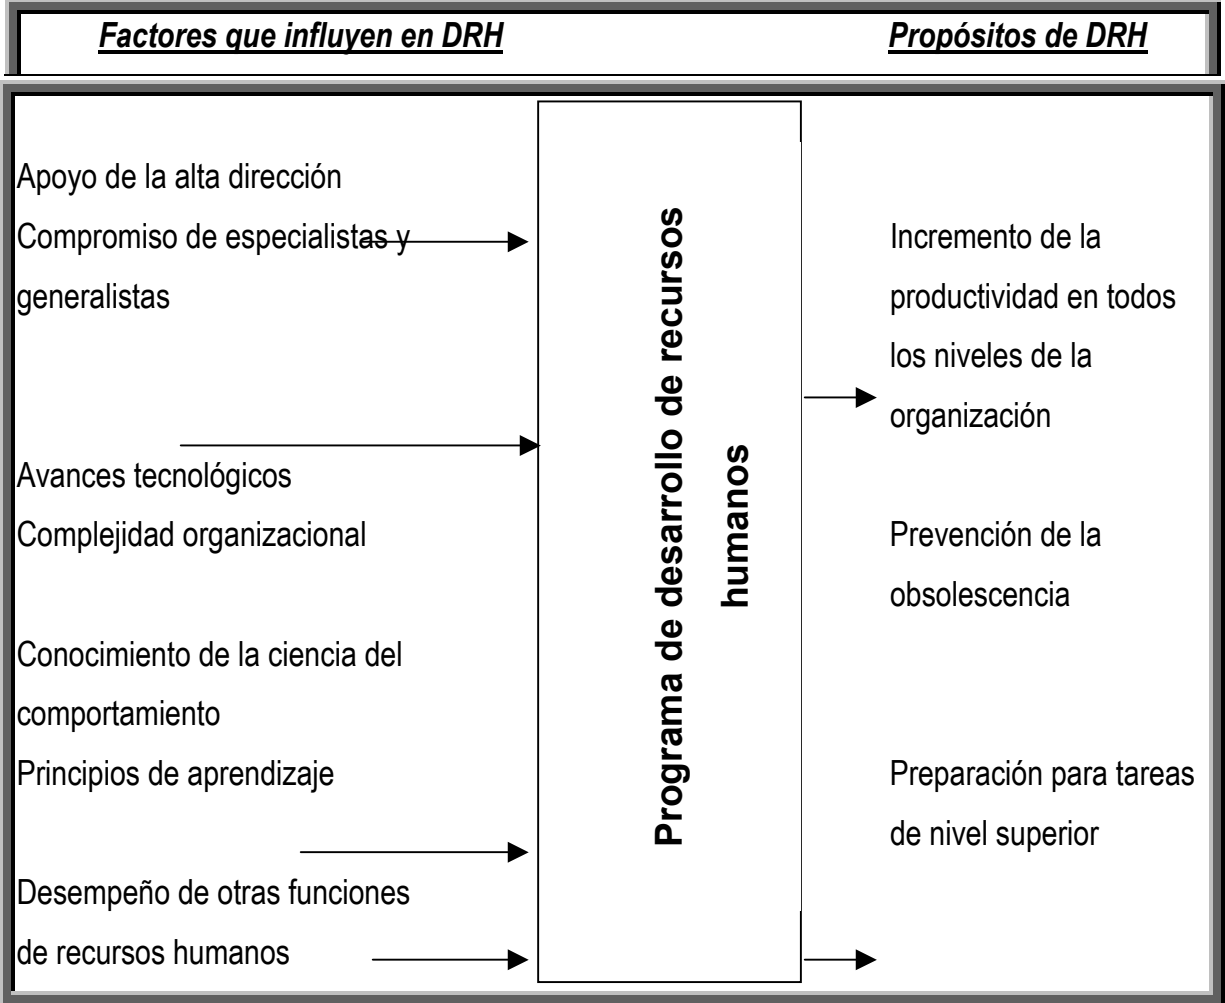 Factores que influyen en DRH
Propósitos de DRH
Apoyo de la alta dirección
Compromiso de especialistas y
generalistas
Avances tecnológicos
Complejidad organizacional
Conocimiento de la ciencia del
comportamiento
Principios de aprendizaje
Desempeño de otras funciones
de recursos humanos
Programa de desarrollo de recursos
humanos
Incremento de la
productividad en todos
los niveles de la
organización
Prevención de la
obsolescencia
Preparación para tareas
de nivel superior